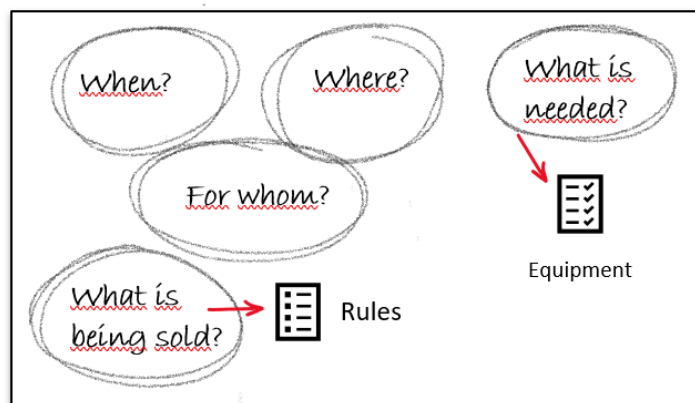 When?
Where?
What is
needed?
For whom?
Equipment
What is
being sold?
Rules